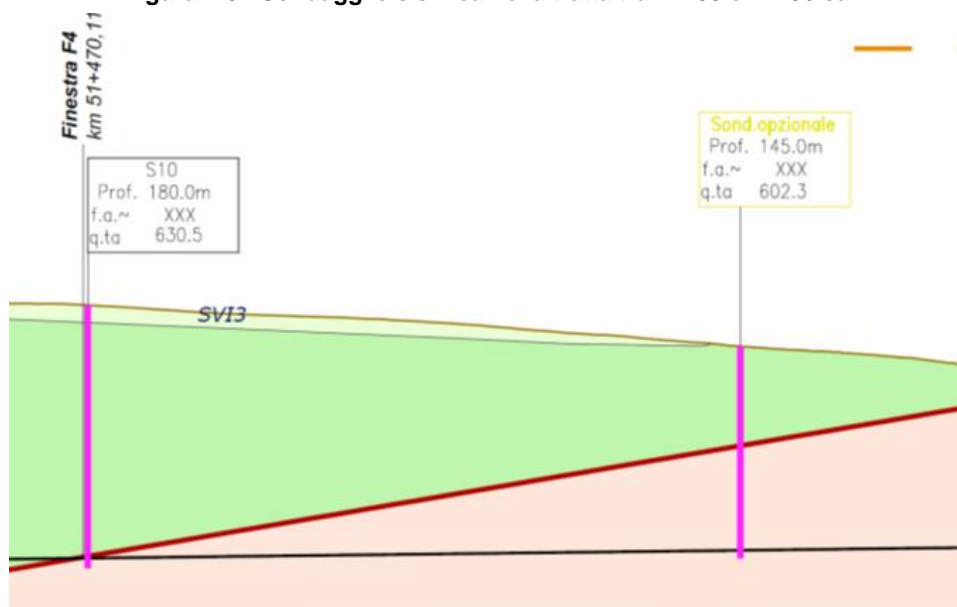 Finestra F4
km 51+470,11
S10
Prof. 180.0m
f.a.~ XXX
q.ta 630.5
Sond.opzionale
Prof. 145.0m
f.a.~ XXX
q.ta 602.3
SVI3